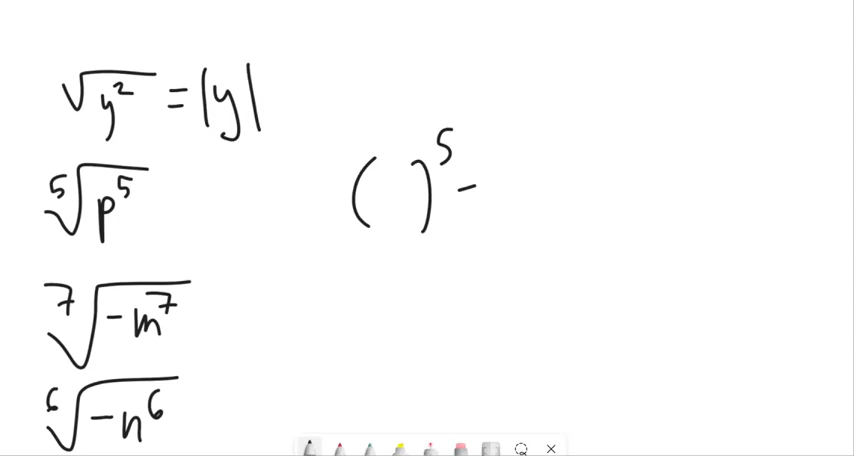 √y² = |y|
⁵√p⁵
( )⁵ -
⁷√-m⁷
⁶√-n⁶